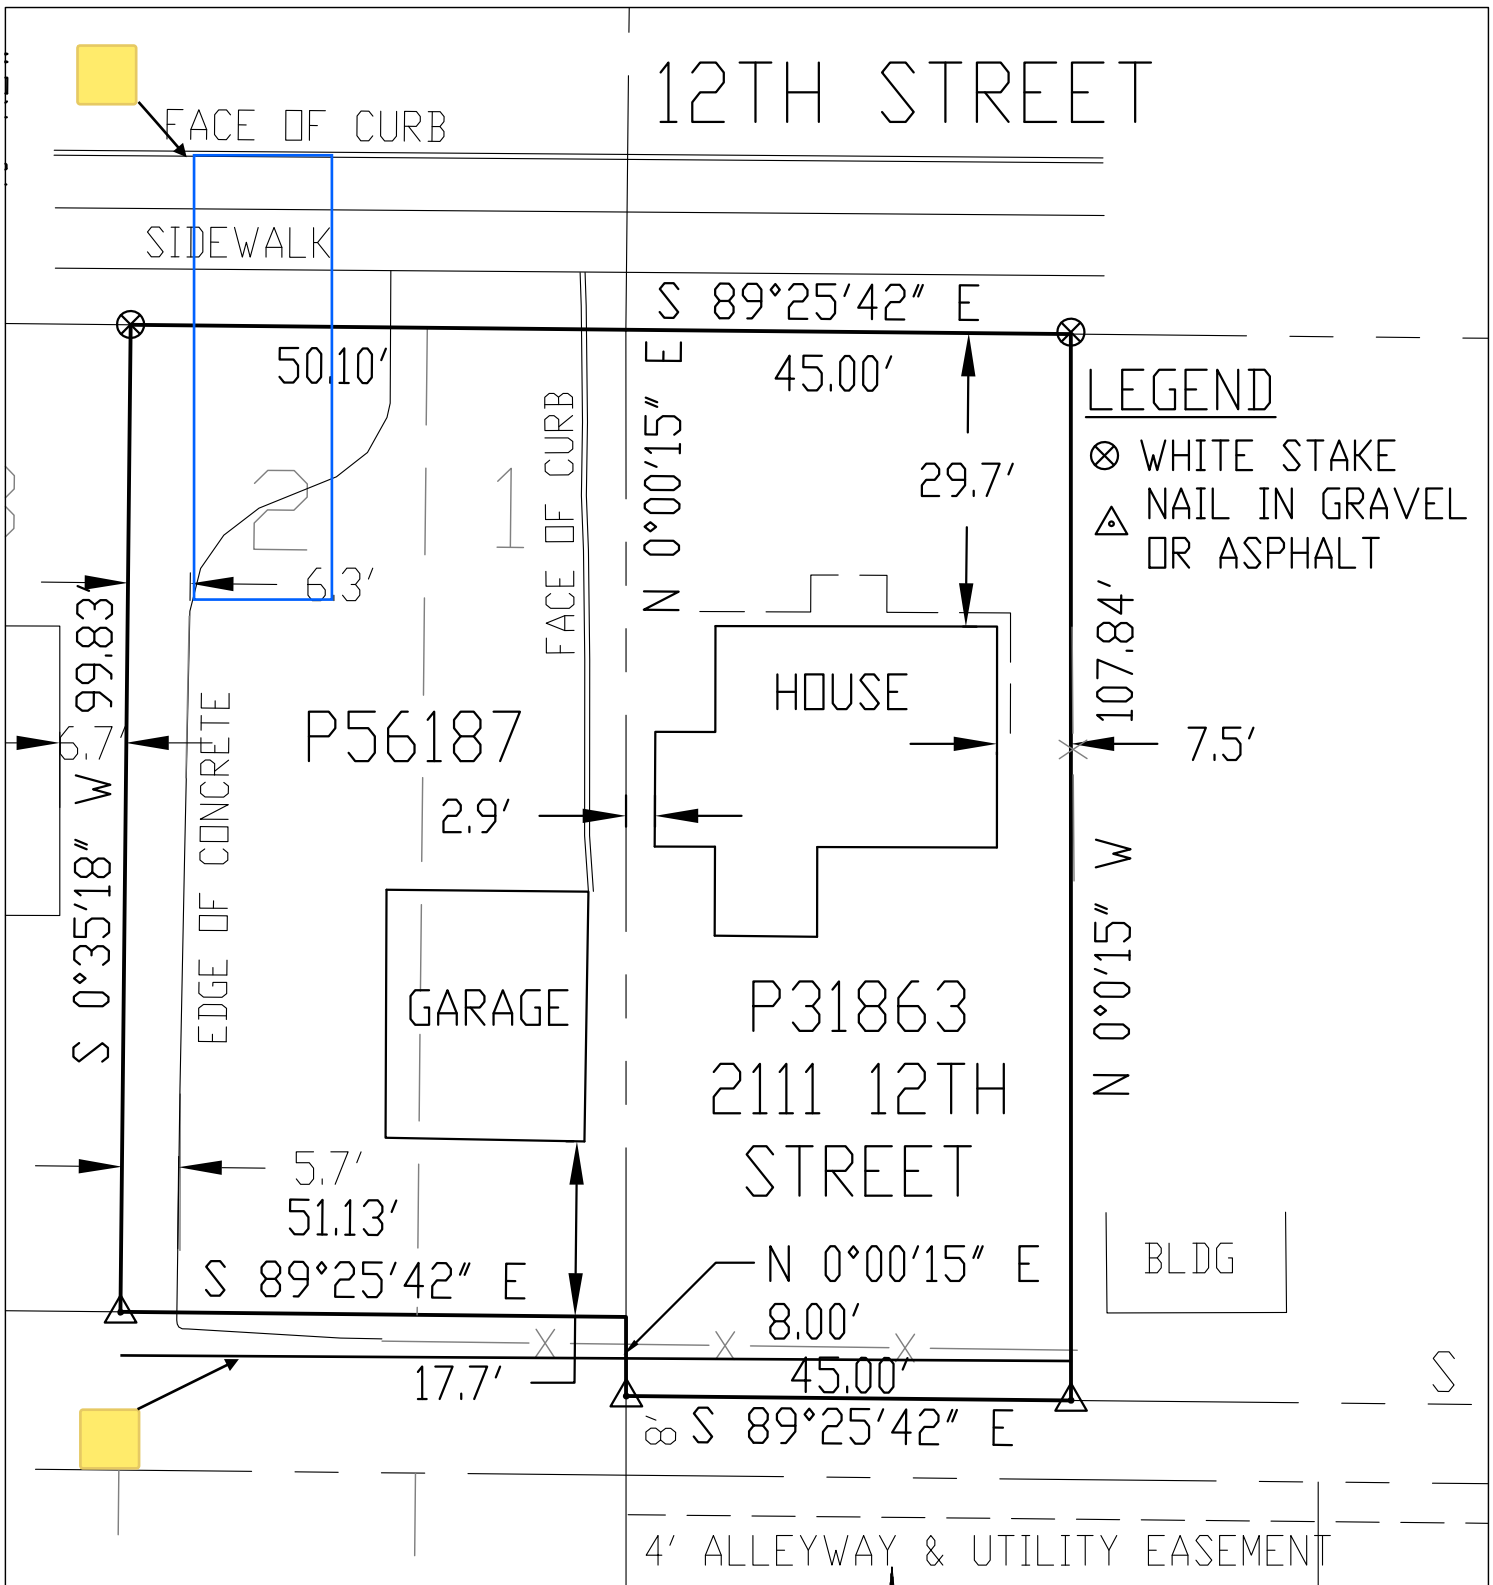 12TH STREET
FACE OF CURB
SIDEWALK
S 89°25'42" E
50.10'
45.00'
LEGEND
WHITE STAKE
NAIL IN GRAVEL
OR ASPHALT
N 0°00'15" E
FACE OF CURB
29.7'
2
1
6.3'
S 0°35'18" W 99.83'
N 0°0'15" W 107.84'
HOUSE
6.7'
P56187
7.5'
2.9'
EDGE OF CONCRETE
GARAGE
P31863
2111 12TH
STREET
5.7'
51.13'
S 89°25'42" E
N 0°00'15" E
8.00'
BLDG
X
X
X
X
17.7'
45.00'
S
8'
S 89°25'42" E
4' ALLEYWAY & UTILITY EASEMENT